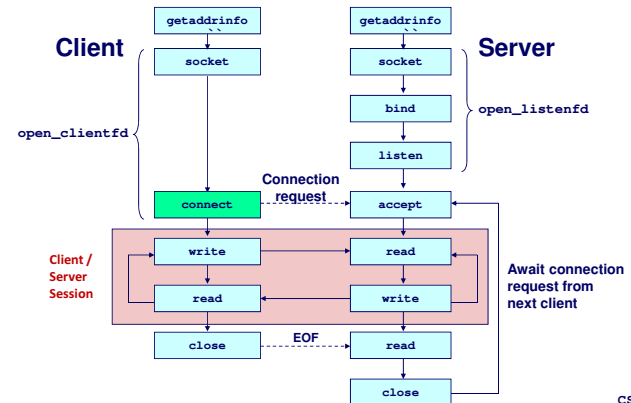 getaddrinfo
getaddrinfo
Client
Server
socket
socket
open_clientfd
bind
open_listenfd
listen
Connection
request
connect
accept
Client /
Server
Session
write
read
Await connection
request from
next client
read
write
close
EOF
read
close
CS